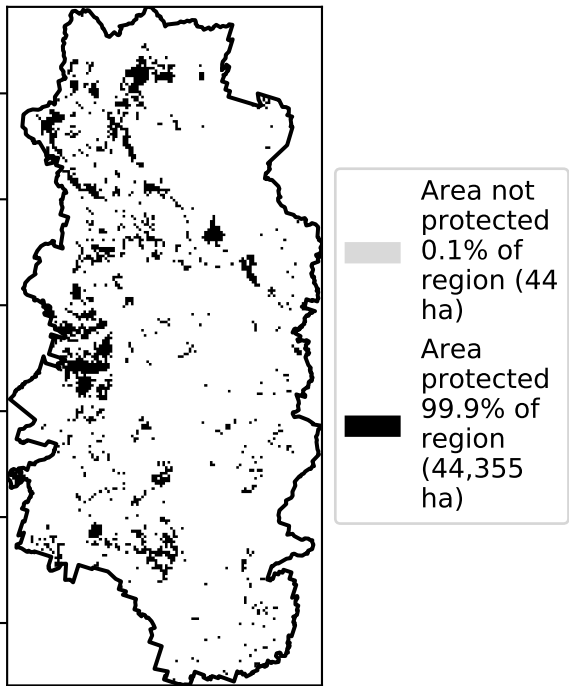 Area not
protected
0.1% of
region (44
ha)
Area
protected
99.9% of
region
(44,355
ha)